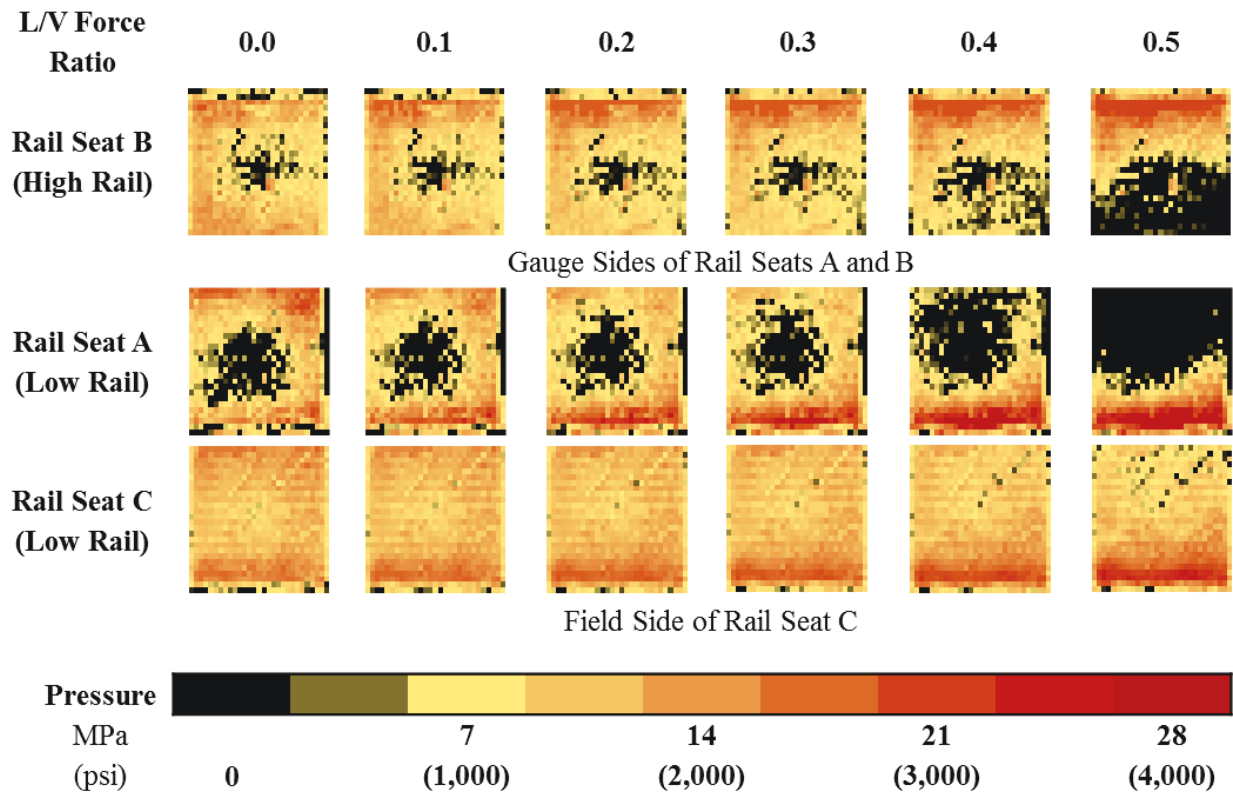 L/V Force
Ratio
0.0 0.1 0.2 0.3 0.4 0.5
Rail Seat B
(High Rail)
Gauge Sides of Rail Seats A and B
Rail Seat A
(Low Rail)
Rail Seat C
(Low Rail)
Field Side of Rail Seat C
Pressure
MPa 7 14 21 28
(psi) 0 (1,000) (2,000) (3,000) (4,000)